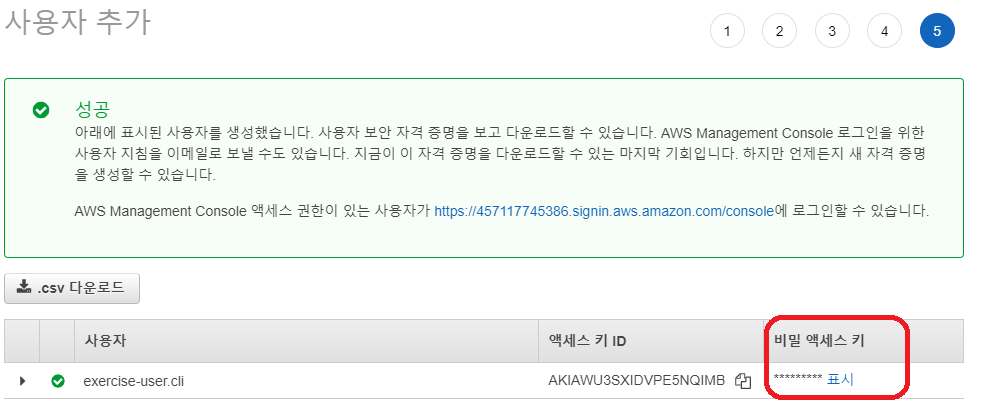 사용자 추가
1 2 3 4 5
성공
아래에 표시된 사용자를 생성했습니다. 사용자 보안 자격 증명을 보고 다운로드할 수 있습니다. AWS Management Console 로그인을 위한
사용자 지침을 이메일로 보낼 수도 있습니다. 지금이 이 자격 증명을 다운로드할 수 있는 마지막 기회입니다. 하지만 언제든지 새 자격 증명
을 생성할 수 있습니다.
AWS Management Console 액세스 권한이 있는 사용자가 https://457117745386.signin.aws.amazon.com/console에 로그인할 수 있습니다.
.csv 다운로드
사용자 액세스 키 ID 비밀 액세스 키
exercise-user.cli AKIAWU3SXIDVPE5NQIMB ********* 표시